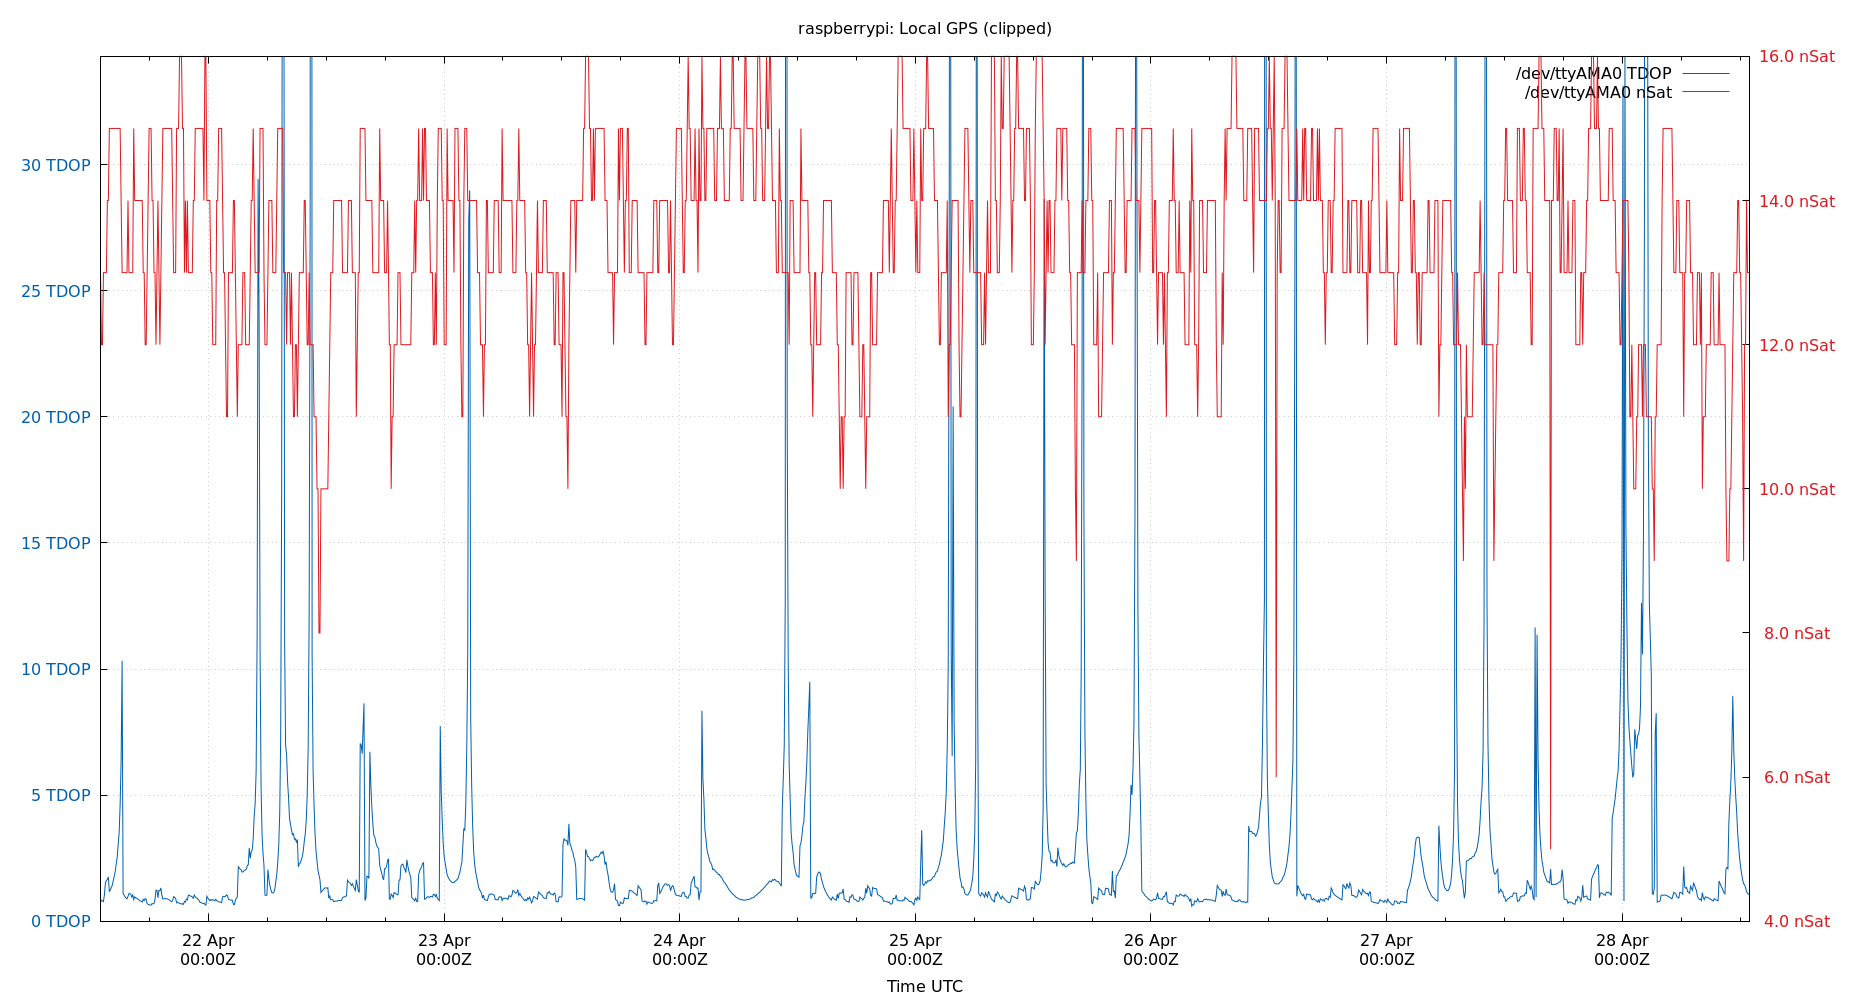 raspberrypi: Local GPS (clipped)
16.0 nSat
/dev/ttyAMA0 TDOP
/dev/ttyAMA0 nSat
30 TDOP
14.0 nSat
25 TDOP
12.0 nSat
20 TDOP
10.0 nSat
15 TDOP
8.0 nSat
10 TDOP
6.0 nSat
5 TDOP
0 TDOP
4.0 nSat
22 Apr 23 Apr 24 Apr 25 Apr 26 Apr 27 Apr 28 Apr
00:00Z 00:00Z 00:00Z 00:00Z 00:00Z 00:00Z 00:00Z
Time UTC